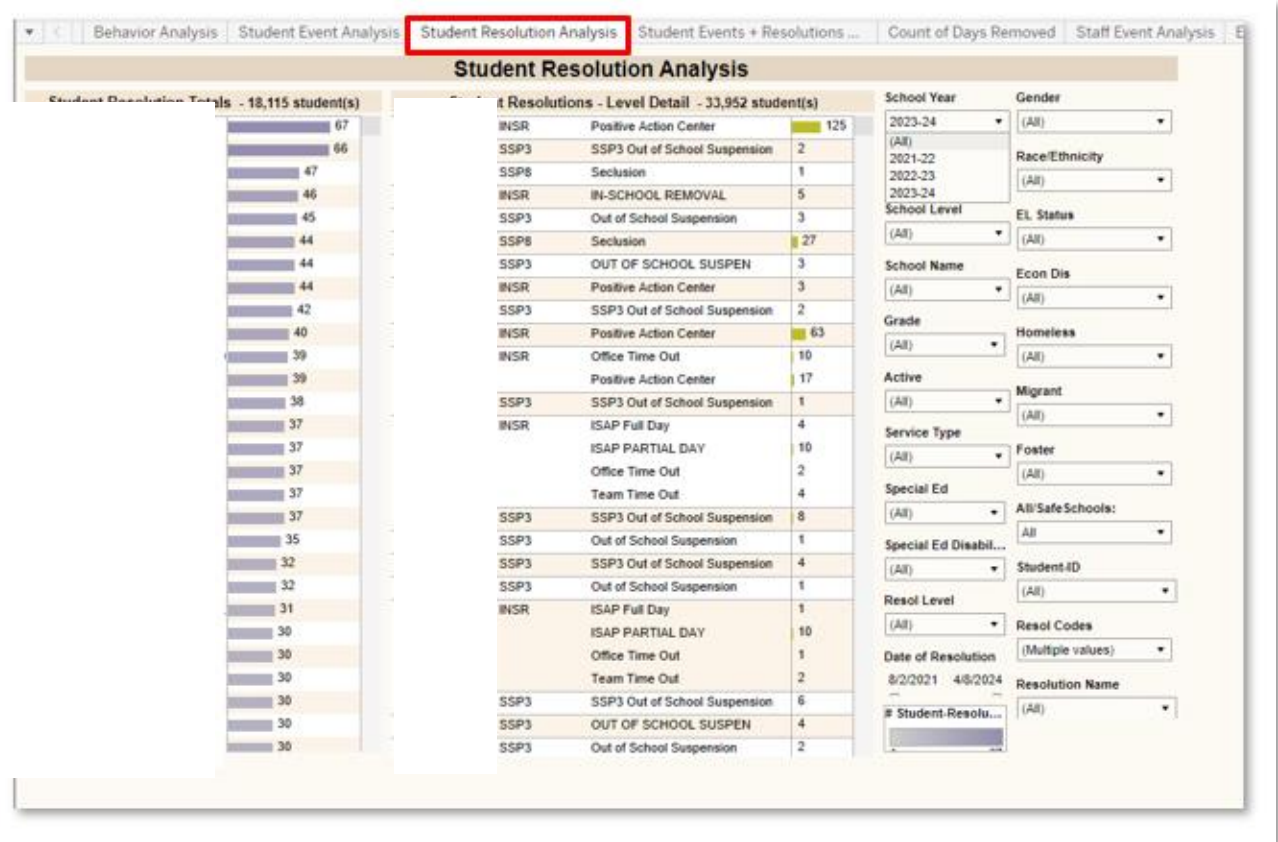 Behavior Analysis Student Event Analysis Student Resolution Analysis Student Events + Resolutions ... Count of Days Removed Staff Event Analysis
Student Resolution Analysis
Student Resolution Totals - 18,115 student(s)
67
66
47
46
45
44
44
44
42
40
39
39
38
37
37
37
37
37
35
32
32
31
30
30
30
30
30
30
Resolutions - Level Detail - 33,952 student(s)
INSR Positive Action Center 125
SSP3 SSP3 Out of School Suspension 2
SSP8 Seclusion 1
INSR IN-SCHOOL REMOVAL 5
SSP3 Out of School Suspension 3
SSP8 Seclusion 27
SSP3 OUT OF SCHOOL SUSPEN 3
INSR Positive Action Center 3
SSP3 SSP3 Out of School Suspension 2
INSR Positive Action Center 63
INSR Office Time Out 10
Positive Action Center 17
SSP3 SSP3 Out of School Suspension 1
INSR ISAP Full Day 4
ISAP PARTIAL DAY 10
Office Time Out 2
Team Time Out 4
SSP3 SSP3 Out of School Suspension 8
SSP3 Out of School Suspension 1
SSP3 SSP3 Out of School Suspension 4
SSP3 Out of School Suspension 1
INSR ISAP Full Day 1
ISAP PARTIAL DAY 10
Office Time Out 1
Team Time Out 2
SSP3 SSP3 Out of School Suspension 6
SSP3 OUT OF SCHOOL SUSPEN 4
SSP3 Out of School Suspension 2
School Year
2023-24
(All)
2021-22
2022-23
2023-24
School Level
(All)
School Name
(All)
Grade
(All)
Active
(All)
Service Type
(All)
Special Ed
(All)
Special Ed Disabil...
(All)
Resol Level
(All)
Date of Resolution
8/2/2021 4/8/2024
# Student-Resolu...
Gender
(All)
Race/Ethnicity
(All)
EL Status
(All)
Econ Dis
(All)
Homeless
(All)
Migrant
(All)
Foster
(All)
All/SafeSchools:
All
Student-ID
(All)
Resol Codes
(Multiple values)
Resolution Name
(All)